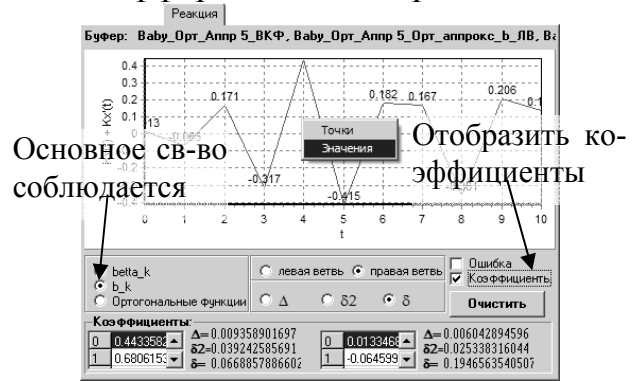 Реакция
Буфер: Baby_Орт_Аппр 5_ВКФ, Baby_Орт_Аппр 5_Орт_аппрокс_b_ЛВ, Ba
0.4
0.3
0.2
0.1
0
-0.2
-0.4
0.171
-0.317
-0.415
0.182
0.167
0.206
Точки
Значения
Основное св-во
соблюдается
Отобразить ко-
эффициенты
0 1 2 3 4 5 6 7 8 9 10
t
betta_k
b_k
Ортогональные функции
левая ветвь
правая ветвь
Δ
δ2
δ
Ошибка
Коэффициенть
Очистить
Коэффициенты:
0 0.4433582
1 0.6806153
Δ= 0.009358901697
δ2=0.039242585691
δ= 0.0668857886602
0 0.0133468
1 -0.064599
Δ=0.006042894596
δ2=0.025338316044
δ= 0.1946563540507